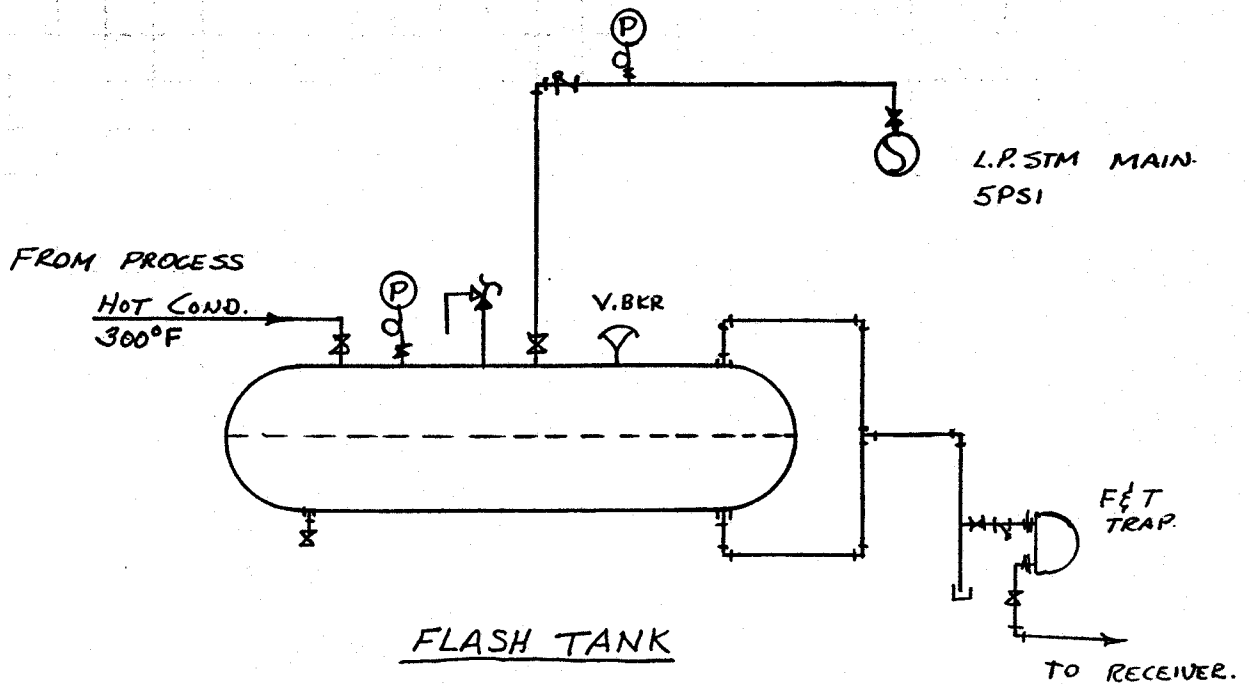 P
L.P. STM MAIN.
5PSI
FROM PROCESS
HOT COND.
300°F
P
V.BKR
F&T
TRAP.
FLASH TANK
TO RECEIVER.